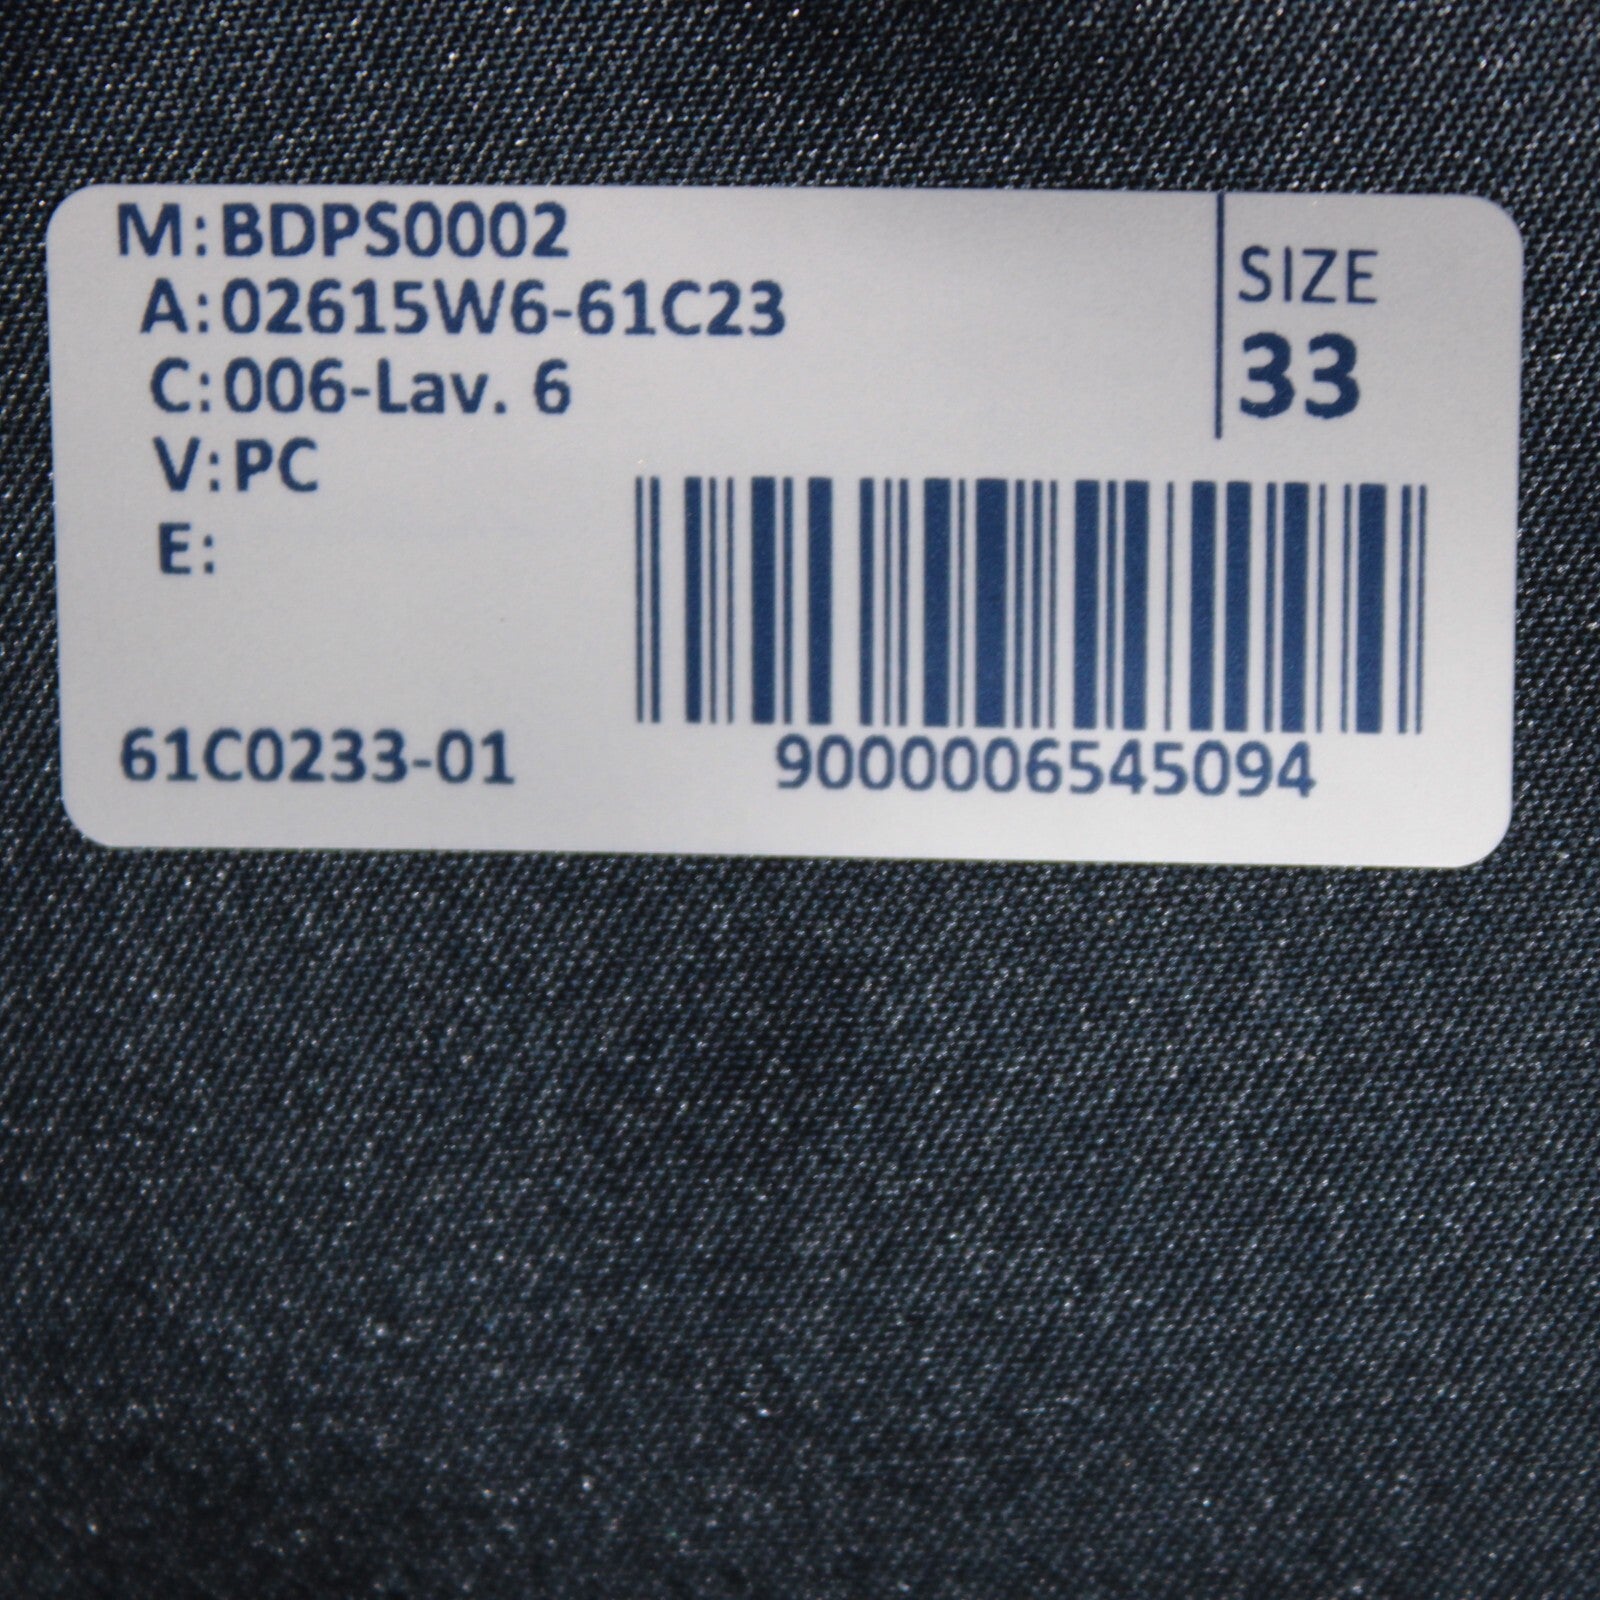 M: BDPS0002
A: 02615W6-61C23
C: 006-Lav. 6
V: PC
E:
SIZE
33
61C0233-01
9000006545094